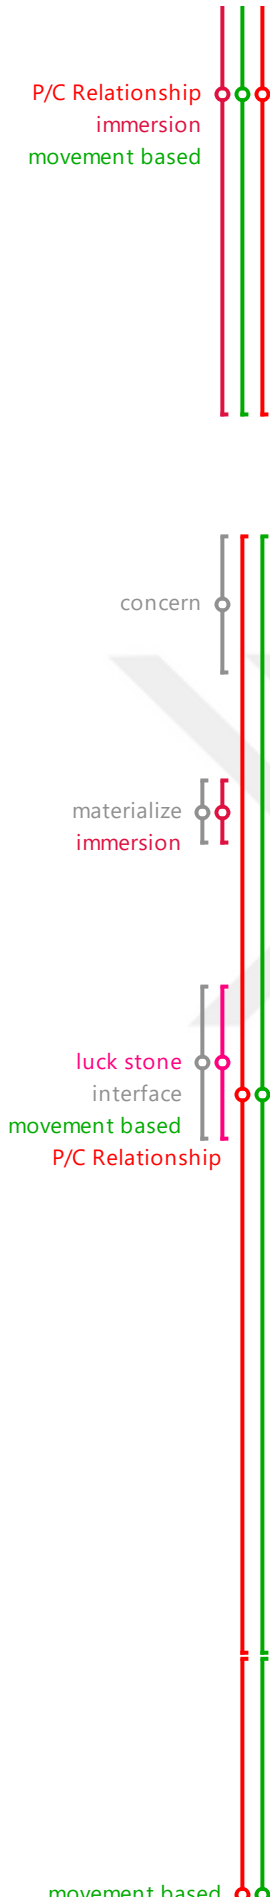 P/C Relationship
immersion
movement based
concern
materialize
immersion
luck stone
interface
movement based
P/C Relationship
movement based